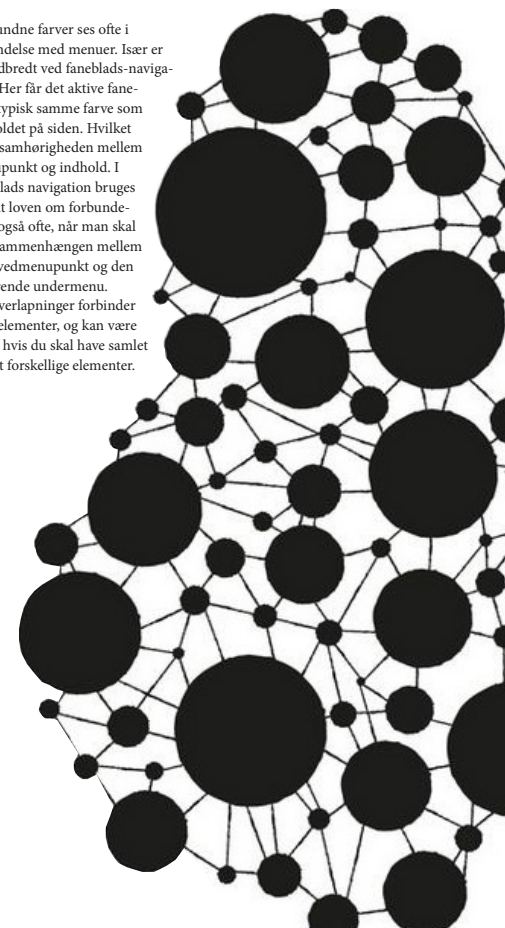 undne farver ses ofte i
ndelse med menuer. Især er
dbredt ved faneblads-naviga-
Her får det aktive fane-
typisk samme farve som
oldet på siden. Hvilket
samhørigheden mellem
upunkt og indhold. I
lads navigation bruges
t loven om forbunde-
også ofte, når man skal
ammenhængen mellem
vedmenupunkt og den
ende undermenu.
verlapninger forbinder
elementer, og kan være
hvis du skal have samlet
t forskellige elementer.